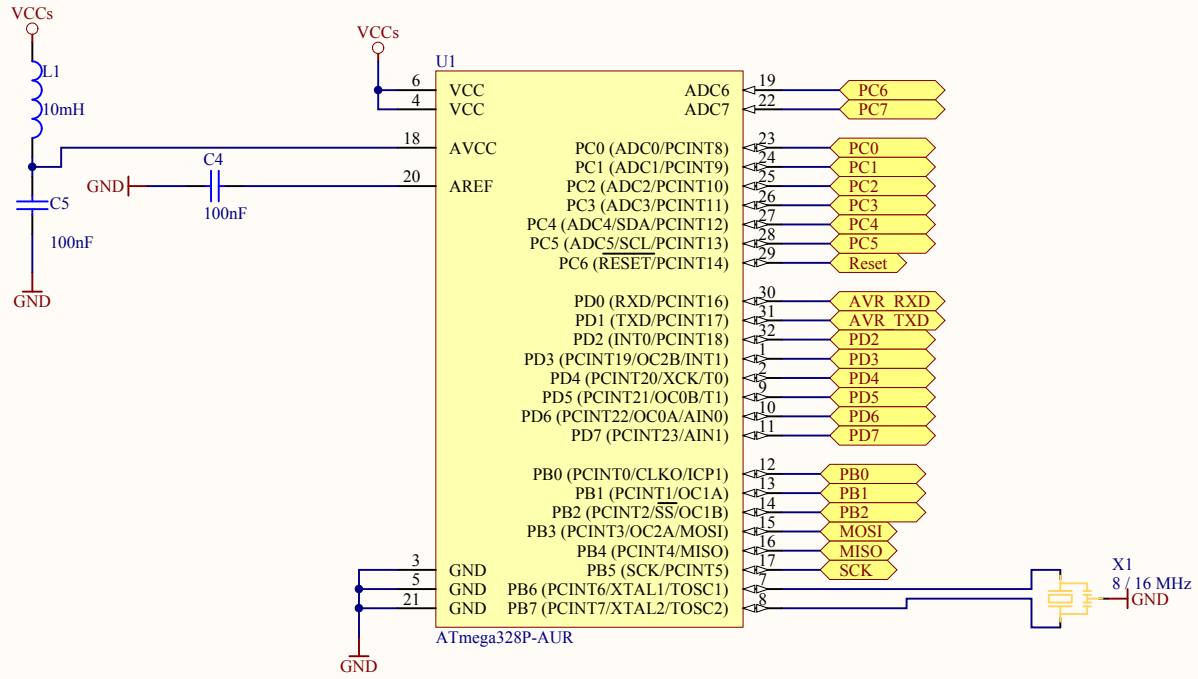 VCCs
L1
10mH
C5
100nF
GND
GND
C4
100nF
VCCs
U1
6 VCC
4 VCC
18 AVCC
20 AREF
3 GND
5 GND
21 GND
GND
ADC6 19 PC6
ADC7 22 PC7
PC0 (ADC0/PCINT8) 23 PC0
PC1 (ADC1/PCINT9) 24 PC1
PC2 (ADC2/PCINT10) 25 PC2
PC3 (ADC3/PCINT11) 26 PC3
PC4 (ADC4/SDA/PCINT12) 27 PC4
PC5 (ADC5/SCL/PCINT13) 28 PC5
PC6 (RESET/PCINT14) 29 Reset
PD0 (RXD/PCINT16) 30 AVR_RXD
PD1 (TXD/PCINT17) 31 AVR_TXD
PD2 (INT0/PCINT18) 32 PD2
PD3 (PCINT19/OC2B/INT1) 1 PD3
PD4 (PCINT20/XCK/T0) 2 PD4
PD5 (PCINT21/OC0B/T1) 9 PD5
PD6 (PCINT22/OC0A/AIN0) 10 PD6
PD7 (PCINT23/AIN1) 11 PD7
PB0 (PCINT0/CLKO/ICP1) 12 PB0
PB1 (PCINT1/OC1A) 13 PB1
PB2 (PCINT2/SS/OC1B) 14 PB2
PB3 (PCINT3/OC2A/MOSI) 15 MOSI
PB4 (PCINT4/MISO) 16 MISO
PB5 (SCK/PCINT5) 17 SCK
PB6 (PCINT6/XTAL1/TOSC1) 7
PB7 (PCINT7/XTAL2/TOSC2) 8
ATmega328P-AUR
X1
8 / 16 MHz
GND